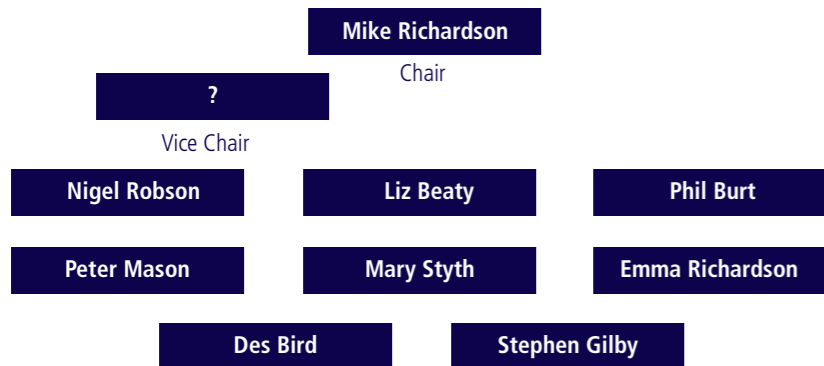 Mike Richardson
Chair
?
Vice Chair
Nigel Robson
Liz Beaty
Phil Burt
Peter Mason
Mary Styth
Emma Richardson
Des Bird
Stephen Gilby